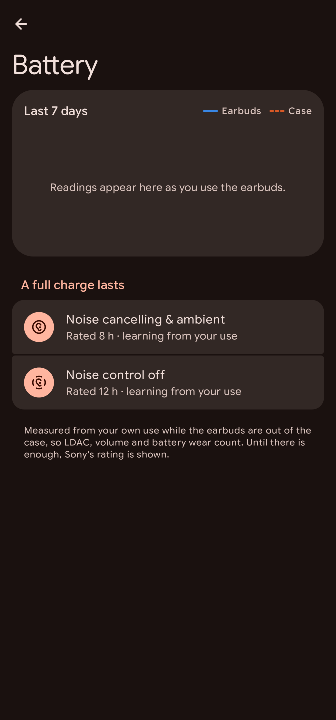 Battery
Last 7 days
Earbuds
Case
Readings appear here as you use the earbuds.
A full charge lasts
Noise cancelling & ambient
Rated 8 h · learning from your use
Noise control off
Rated 12 h · learning from your use
Measured from your own use while the earbuds are out of the
case, so LDAC, volume and battery wear count. Until there is
enough, Sony's rating is shown.